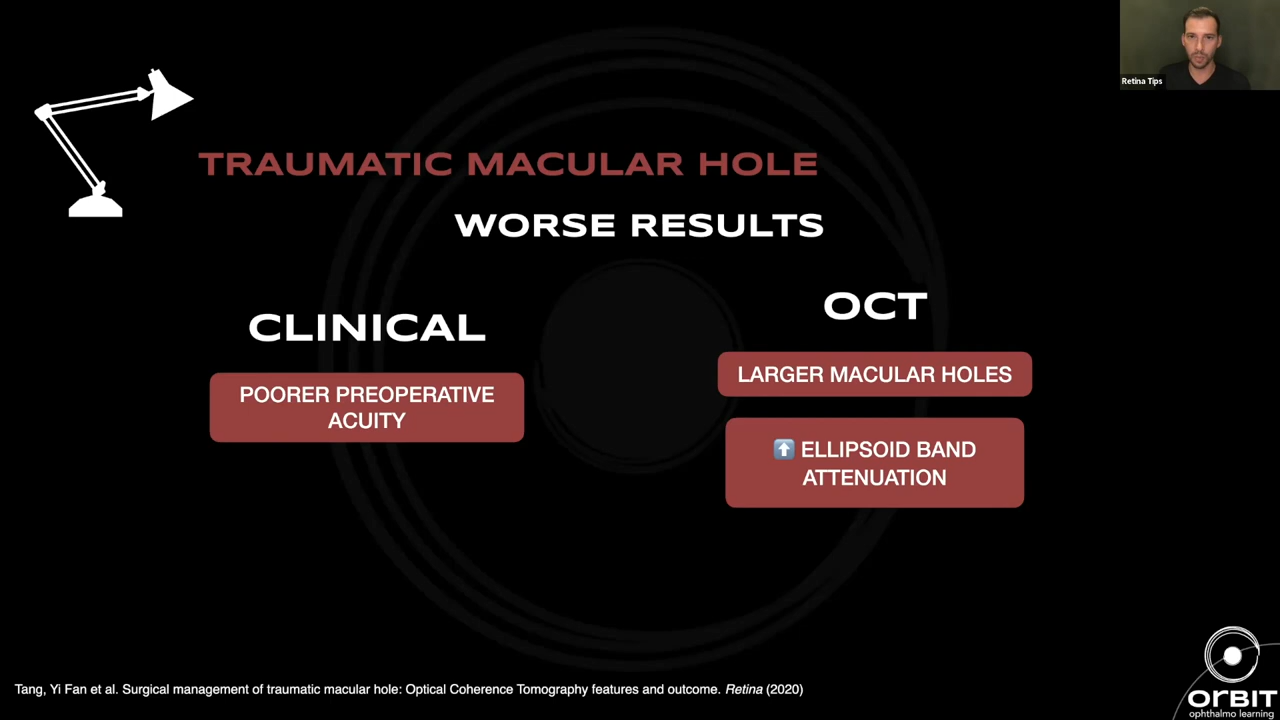 Retina Tips
TRAUMATIC MACULAR HOLE
WORSE RESULTS
CLINICAL
POORER PREOPERATIVE
ACUITY
OCT
LARGER MACULAR HOLES
⬆️ ELLIPSOID BAND
ATTENUATION
Tang, Yi Fan et al. Surgical management of traumatic macular hole: Optical Coherence Tomography features and outcome. Retina (2020)
ORBIT
ophthalmo learning